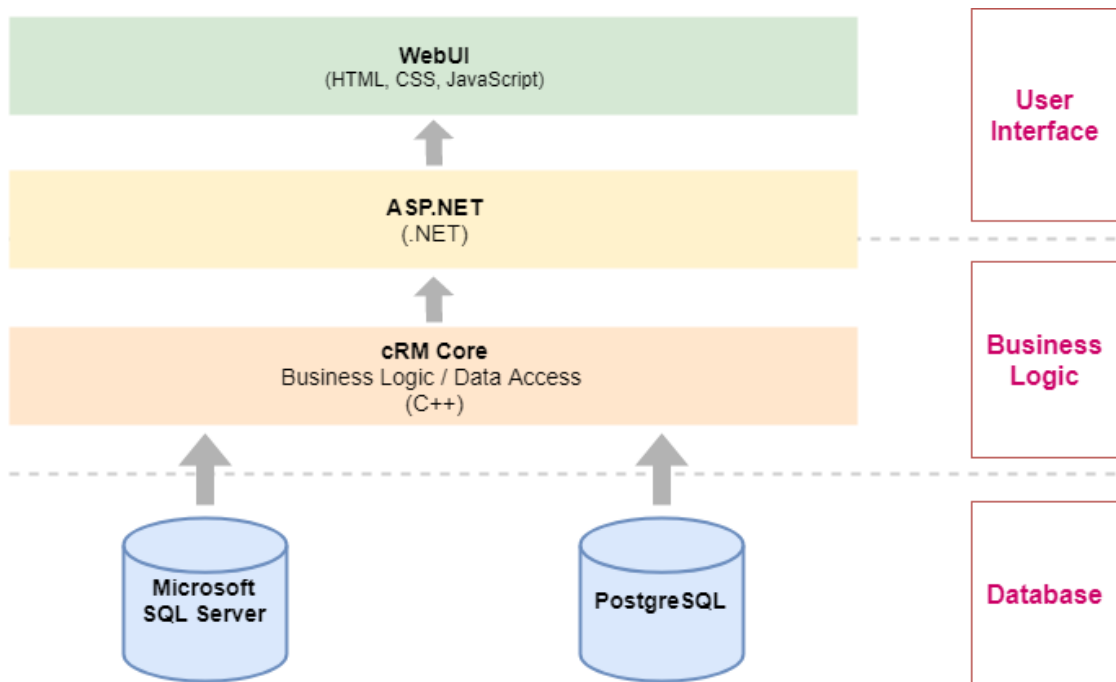 WebUI
(HTML, CSS, JavaScript)
User
Interface
ASP.NET
(.NET)
cRM Core
Business Logic / Data Access
(C++)
Business
Logic
Microsoft
SQL Server
PostgreSQL
Database